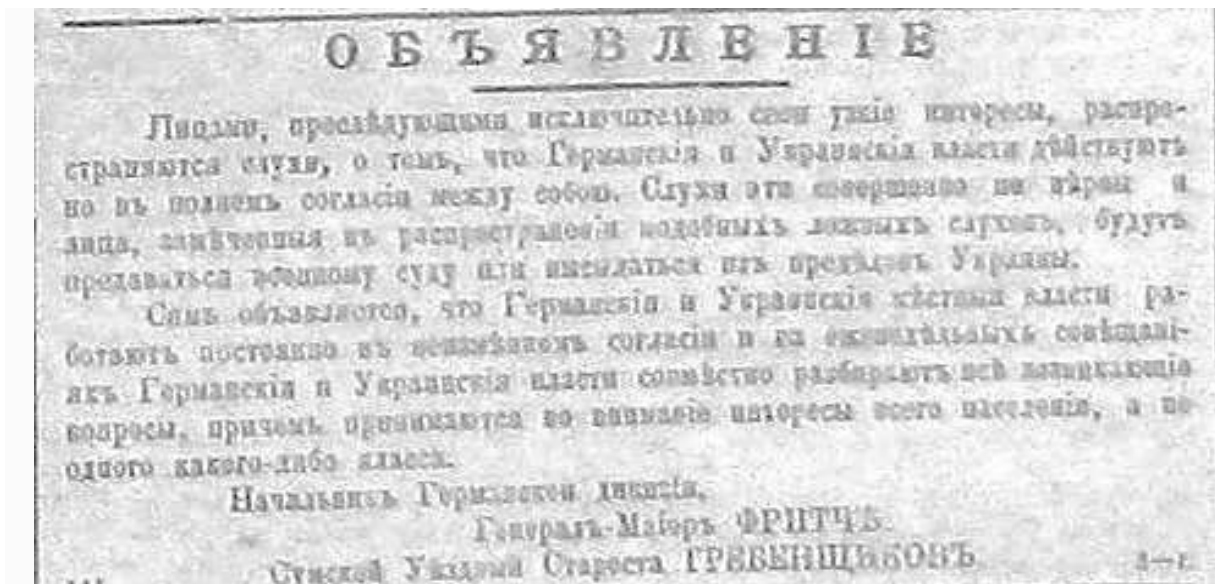 ОБЪЯВЛЕНІЕ
Лицами, преслѣдующими исключительно свои узкіе интересы, распро-
страняются слухи, о томъ, что Германскія и Украинскія власти дѣйствуютъ
не въ полномъ согласіи между собою. Слухи эти совершенно не вѣрны и
лица, замѣченныя въ распространеніи подобныхъ ложныхъ слуховъ, будутъ
предаваться военному суду или высылаться изъ предѣловъ Украины.
Симъ объявляется, что Германскія и Украинскія мѣстныя власти ра-
ботаютъ постоянно въ неизмѣнномъ согласіи и на еженедѣльныхъ совѣщані-
яхъ Германскія и Украинскія власти совмѣстно разбираютъ всѣ возникающіе
вопросы, причемъ принимаются во вниманіе интересы всего населенія, а не
одного какого-либо класса.
Начальникъ Германской дивизіи,
Генералъ-Маіоръ ФРИТЧЪ.
Сумской Уѣздный Староста ГРЕБЕНЩИКОВЪ.